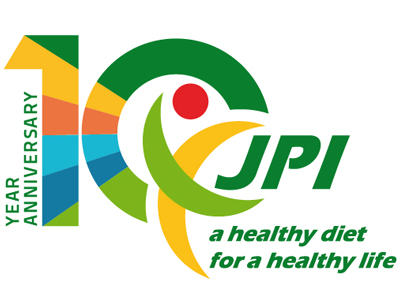 10
YEAR
ANNIVERSARY
JPI
a healthy diet
for a healthy life